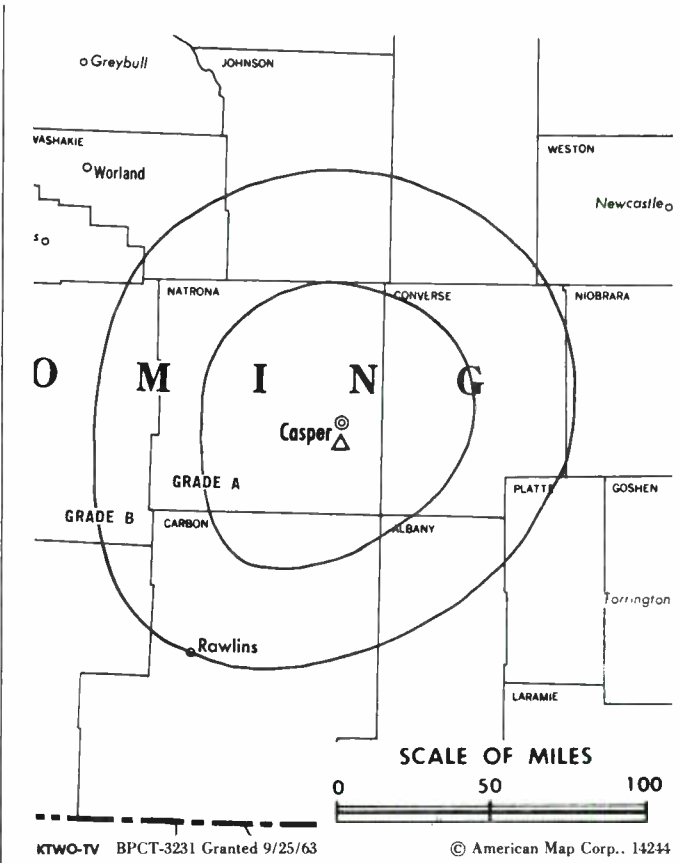 Greybull
JOHNSON
WASHAKIE
WESTON
Worland
Newcastle
s
NATRONA
CONVERSE
NIOBRARA
O M I N G
Casper
GRADE A
PLATTE
GOSHEN
GRADE B
CARBON
ALBANY
Torrington
Rawlins
LARAMIE
SCALE OF MILES
0 50 100
KTWO-TV BPCT-3231 Granted 9/25/63
© American Map Corp., 14244